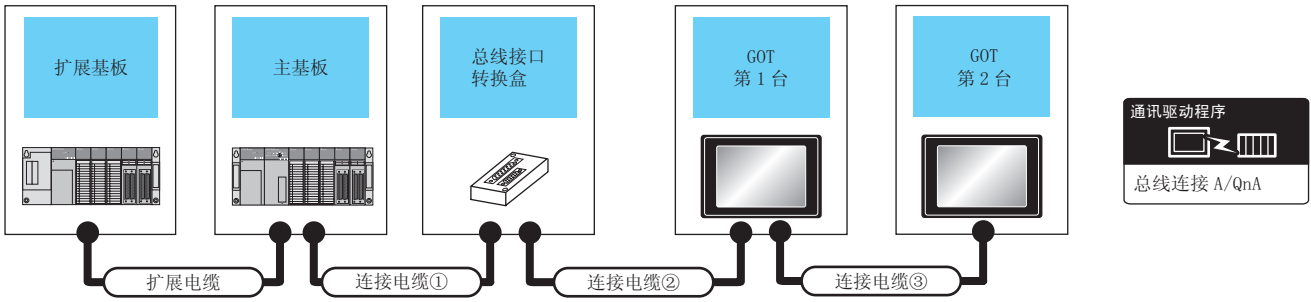 扩展基板
主基板
总线接口
转换盒
GOT
第 1 台
GOT
第 2 台
通讯驱动程序
总线连接 A/QnA
扩展电缆
连接电缆①
连接电缆②
连接电缆③